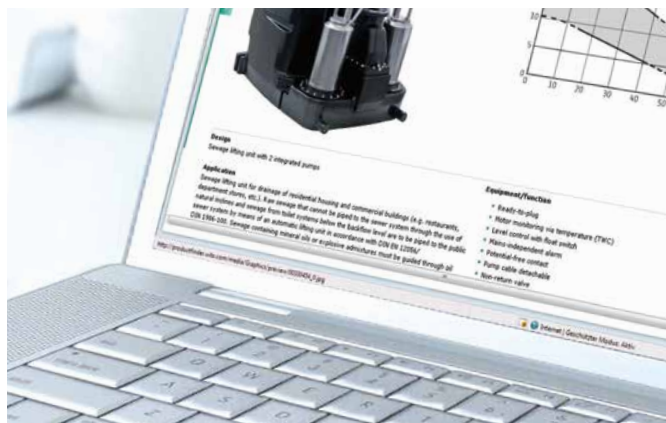 10
5
0
0 10 20 30 40 50
Design
Sewage lifting unit with 2 integrated pumps
Application
Sewage lifting unit for drainage of residential housing and commercial buildings (e.g. restaurants,
department stores, etc.). Raw sewage that cannot be piped to the sewer system through the use of
natural inclines and sewage from toilet systems below the backflow level are to be piped to the public
sewer system by means of an automatic lifting unit in accordance with DIN EN 12056/
DIN 1986-100. Sewage containing mineral oils or explosive admixtures must be guided through oil
Equipment/function
• Ready-to-plug
• Motor monitoring via temperature (TWC)
• Level control with float switch
• Mains-independent alarm
• Potential-free contact
• Pump cable detachable
• Non-return valve
Internet | Geschützter Modus: Aktiv
Q W E R
A S D
Z